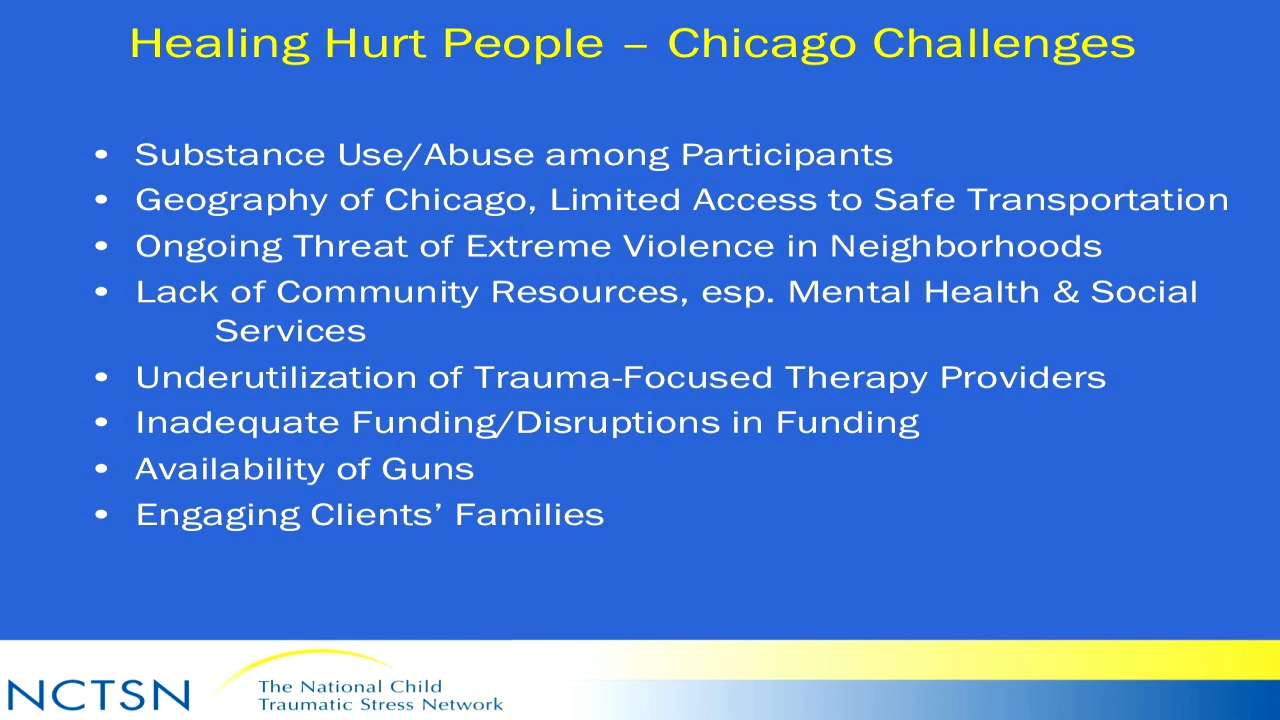 Healing Hurt People – Chicago Challenges
• Substance Use/Abuse among Participants
• Geography of Chicago, Limited Access to Safe Transportation
• Ongoing Threat of Extreme Violence in Neighborhoods
• Lack of Community Resources, esp. Mental Health & Social
Services
• Underutilization of Trauma-Focused Therapy Providers
• Inadequate Funding/Disruptions in Funding
• Availability of Guns
• Engaging Clients’ Families
NCTSN
The National Child
Traumatic Stress Network